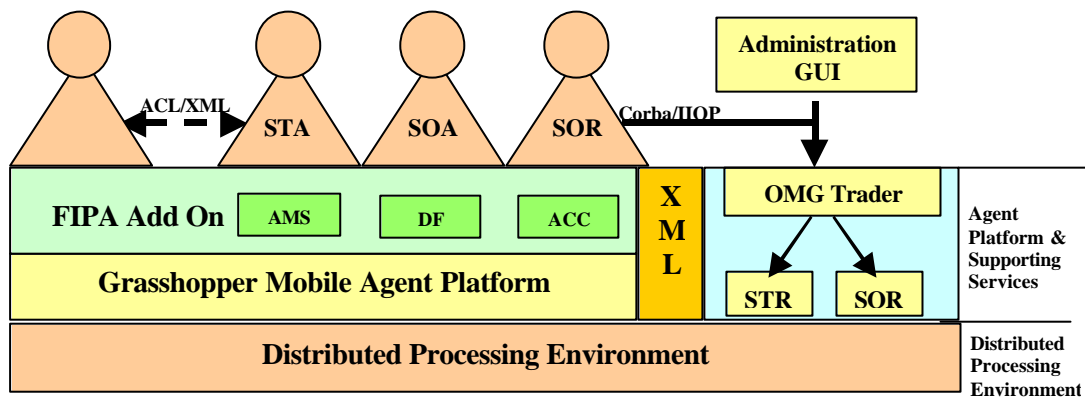 Administration
GUI
ACL/XML
STA
SOA
SOR
Corba/IIOP
FIPA Add On
AMS
DF
ACC
X
M
L
OMG Trader
STR
SOR
Agent
Platform &
Supporting
Services
Grasshopper Mobile Agent Platform
Distributed Processing Environment
Distributed
Processing
Environment